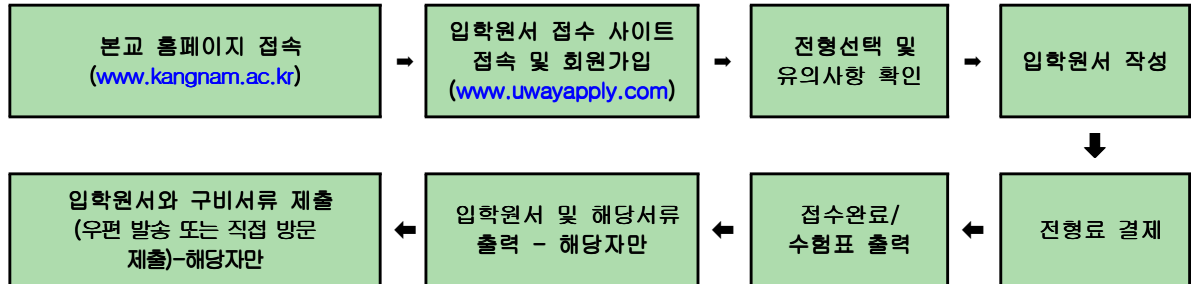 본교 홈페이지 접속
(www.kangnam.ac.kr)
➡
입학원서 접수 사이트
접속 및 회원가입
(www.uwayapply.com)
➡
전형선택 및
유의사항 확인
➡
입학원서 작성
⬇
전형료 결제
⬅
접수완료/
수험표 출력
⬅
입학원서 및 해당서류
출력 - 해당자만
⬅
입학원서와 구비서류 제출
(우편 발송 또는 직접 방문
제출)-해당자만